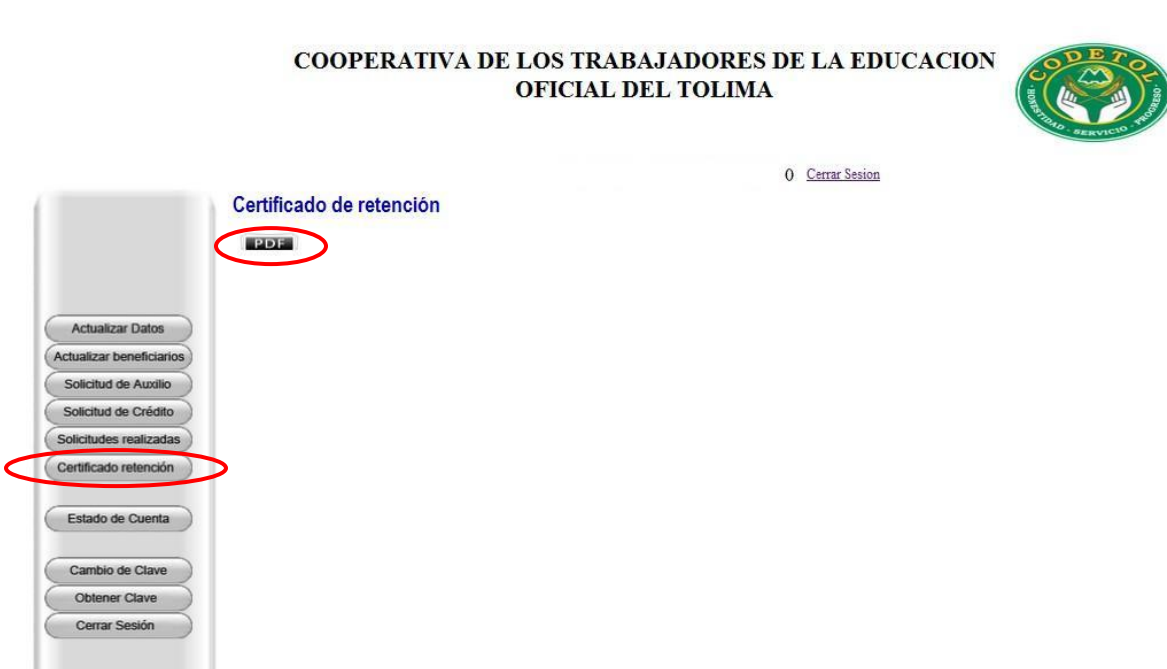 COOPERATIVA DE LOS TRABAJADORES DE LA EDUCACION
OFICIAL DEL TOLIMA
CODETOL
HONESTIDAD - SERVICIO - PROGRESO
() Cerrar Sesion
Certificado de retención
PDF
Actualizar Datos
Actualizar beneficiarios
Solicitud de Auxilio
Solicitud de Crédito
Solicitudes realizadas
Certificado retención
Estado de Cuenta
Cambio de Clave
Obtener Clave
Cerrar Sesión